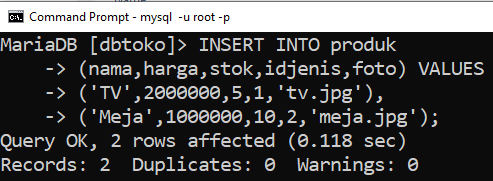 Command Prompt - mysql -u root -p
MariaDB [dbtoko]> INSERT INTO produk
    -> (nama,harga,stok,idjenis,foto) VALUES
    -> ('TV',2000000,5,1,'tv.jpg'),
    -> ('Meja',1000000,10,2,'meja.jpg');
Query OK, 2 rows affected (0.118 sec)
Records: 2  Duplicates: 0  Warnings: 0